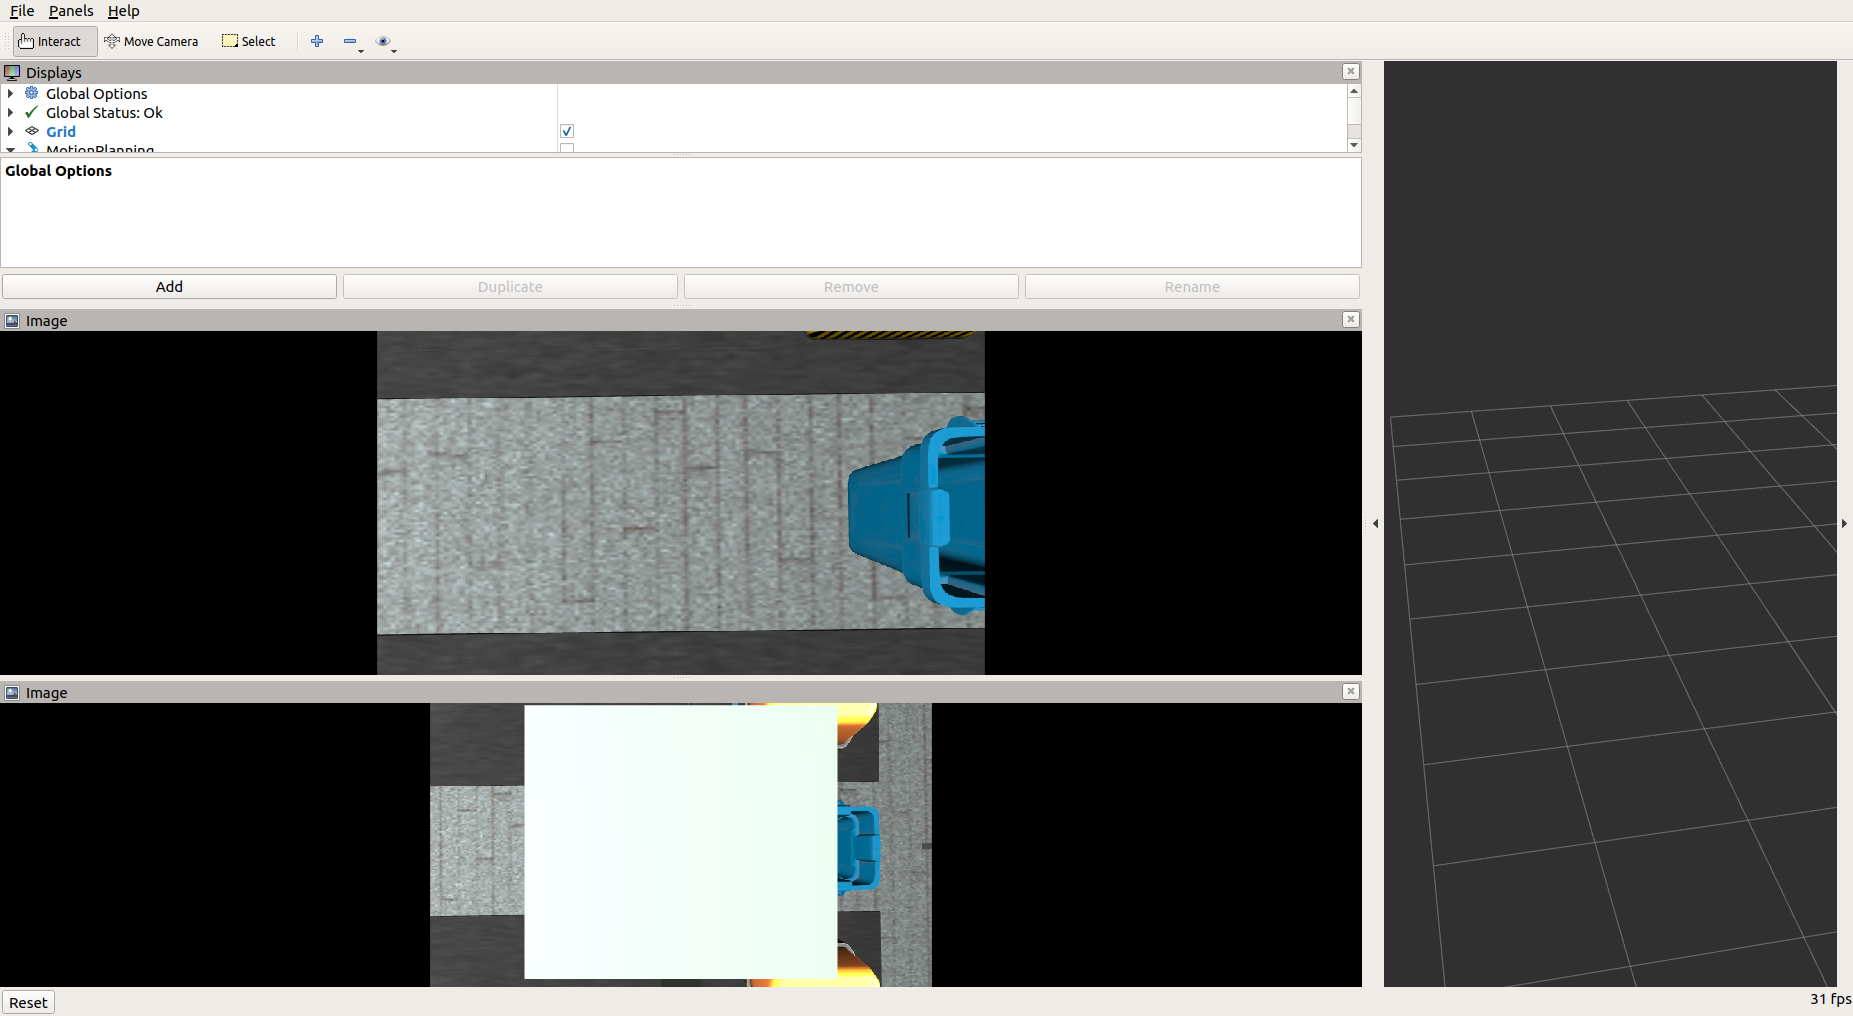 File Panels Help
Interact Move Camera Select
Displays
Global Options
Global Status: Ok
Grid
MotionPlanning
Global Options
Add Duplicate Remove Rename
Image
Image
Reset
31 fps